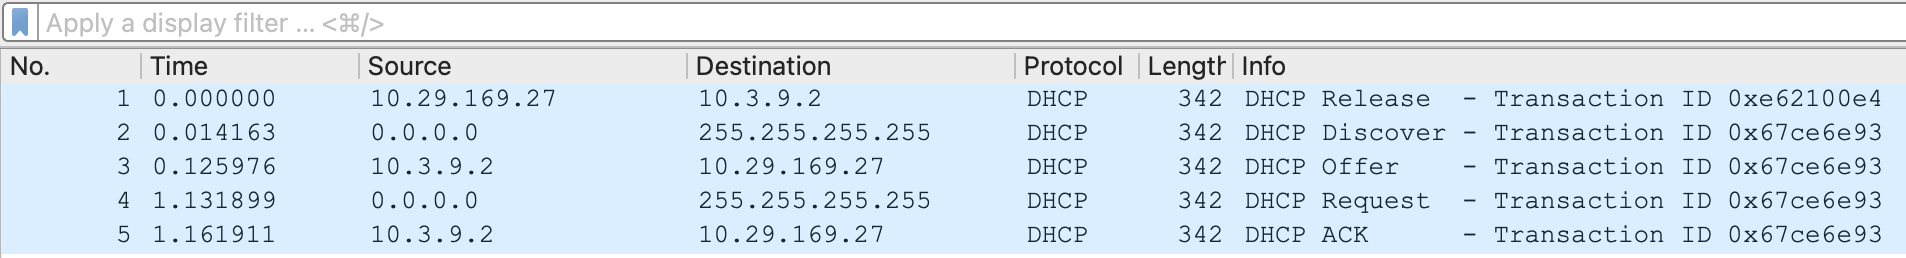 Apply a display filter ... <⌘/>
No. Time Source Destination Protocol Length Info
1 0.000000 10.29.169.27 10.3.9.2 DHCP 342 DHCP Release - Transaction ID 0xe62100e4
2 0.014163 0.0.0.0 255.255.255.255 DHCP 342 DHCP Discover - Transaction ID 0x67ce6e93
3 0.125976 10.3.9.2 10.29.169.27 DHCP 342 DHCP Offer - Transaction ID 0x67ce6e93
4 1.131899 0.0.0.0 255.255.255.255 DHCP 342 DHCP Request - Transaction ID 0x67ce6e93
5 1.161911 10.3.9.2 10.29.169.27 DHCP 342 DHCP ACK - Transaction ID 0x67ce6e93